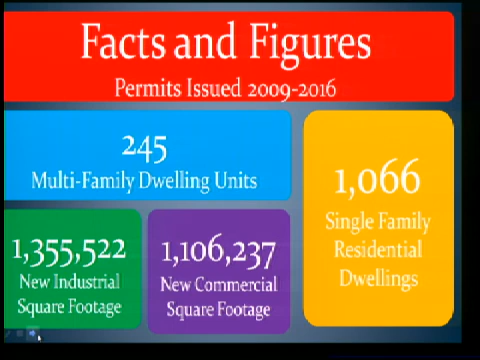 Facts and Figures
Permits Issued 2009-2016
245
Multi-Family Dwelling Units
1,066
Single Family
Residential
Dwellings
1,355,522
New Industrial
Square Footage
1,106,237
New Commercial
Square Footage